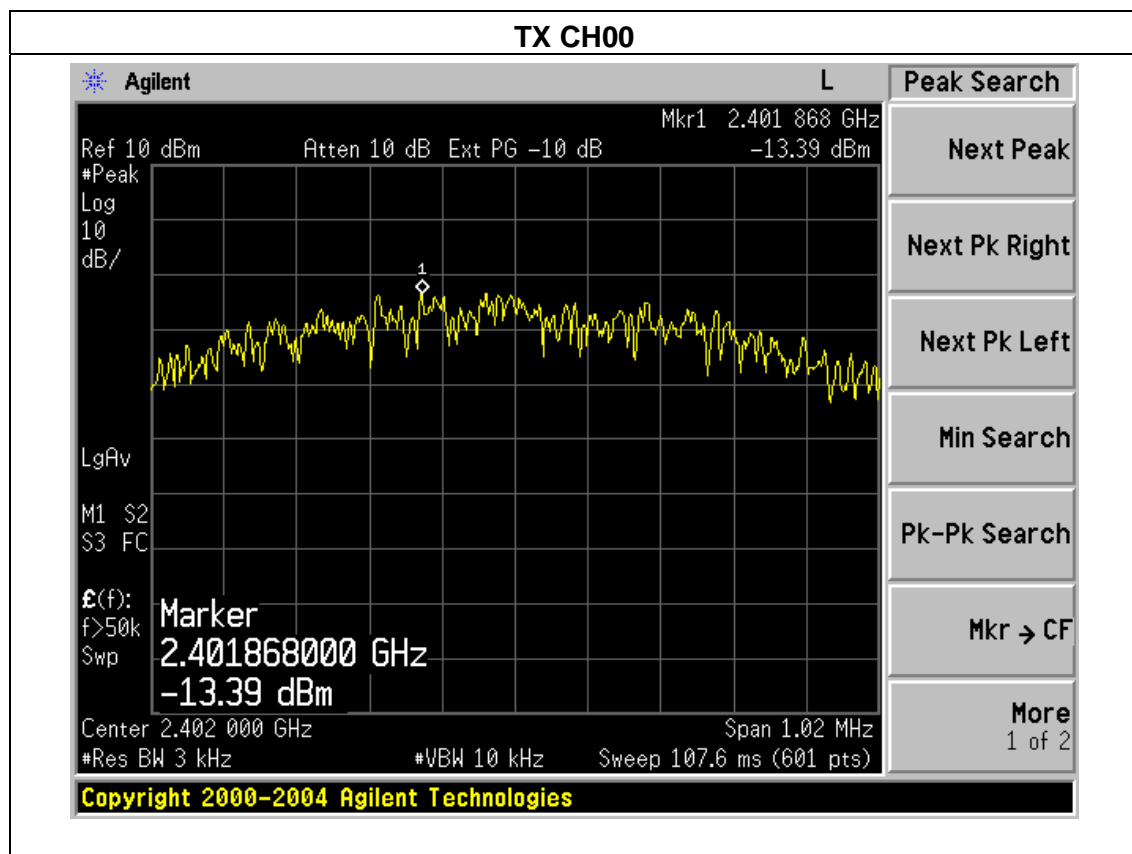 TX CH00
Agilent L Peak Search
Mkr1 2.401 868 GHz
Ref 10 dBm Atten 10 dB Ext PG -10 dB -13.39 dBm
#Peak
Log
10
dB/
1
LgAv
M1 S2
S3 FC
£(f):
f>50k
Swp
Marker
2.401868000 GHz
-13.39 dBm
Center 2.402 000 GHz Span 1.02 MHz
#Res BW 3 kHz #VBW 10 kHz Sweep 107.6 ms (601 pts)
Next Peak
Next Pk Right
Next Pk Left
Min Search
Pk-Pk Search
Mkr → CF
More
1 of 2
Copyright 2000-2004 Agilent Technologies